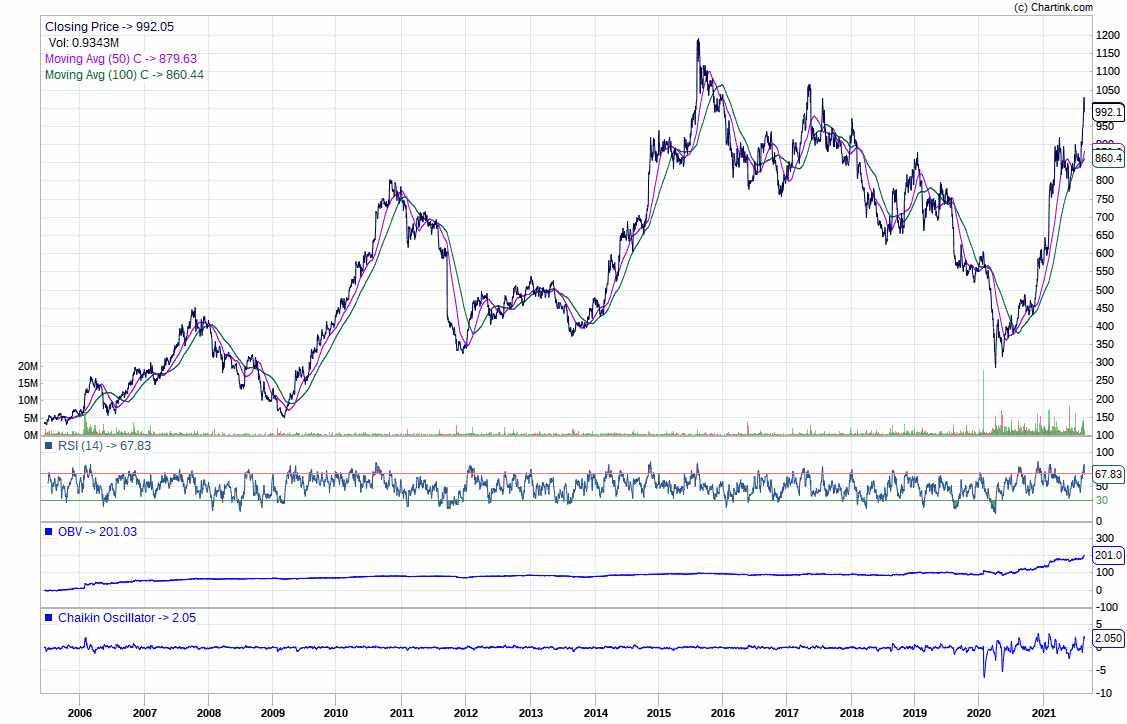 (c) Chartink.com
Closing Price -> 992.05
Vol: 0.9343M
Moving Avg (50) C -> 879.63
Moving Avg (100) C -> 860.44
1200
1150
1100
1050
992.1
950
860.4
800
750
700
650
600
550
500
450
400
350
300
250
200
150
100
20M
15M
10M
5M
0M
RSI (14) -> 67.83
100
67.83
50
30
0
OBV -> 201.03
300
201.0
100
0
-100
Chaikin Oscillator -> 2.05
5
2.050
-5
-10
2006 2007 2008 2009 2010 2011 2012 2013 2014 2015 2016 2017 2018 2019 2020 2021